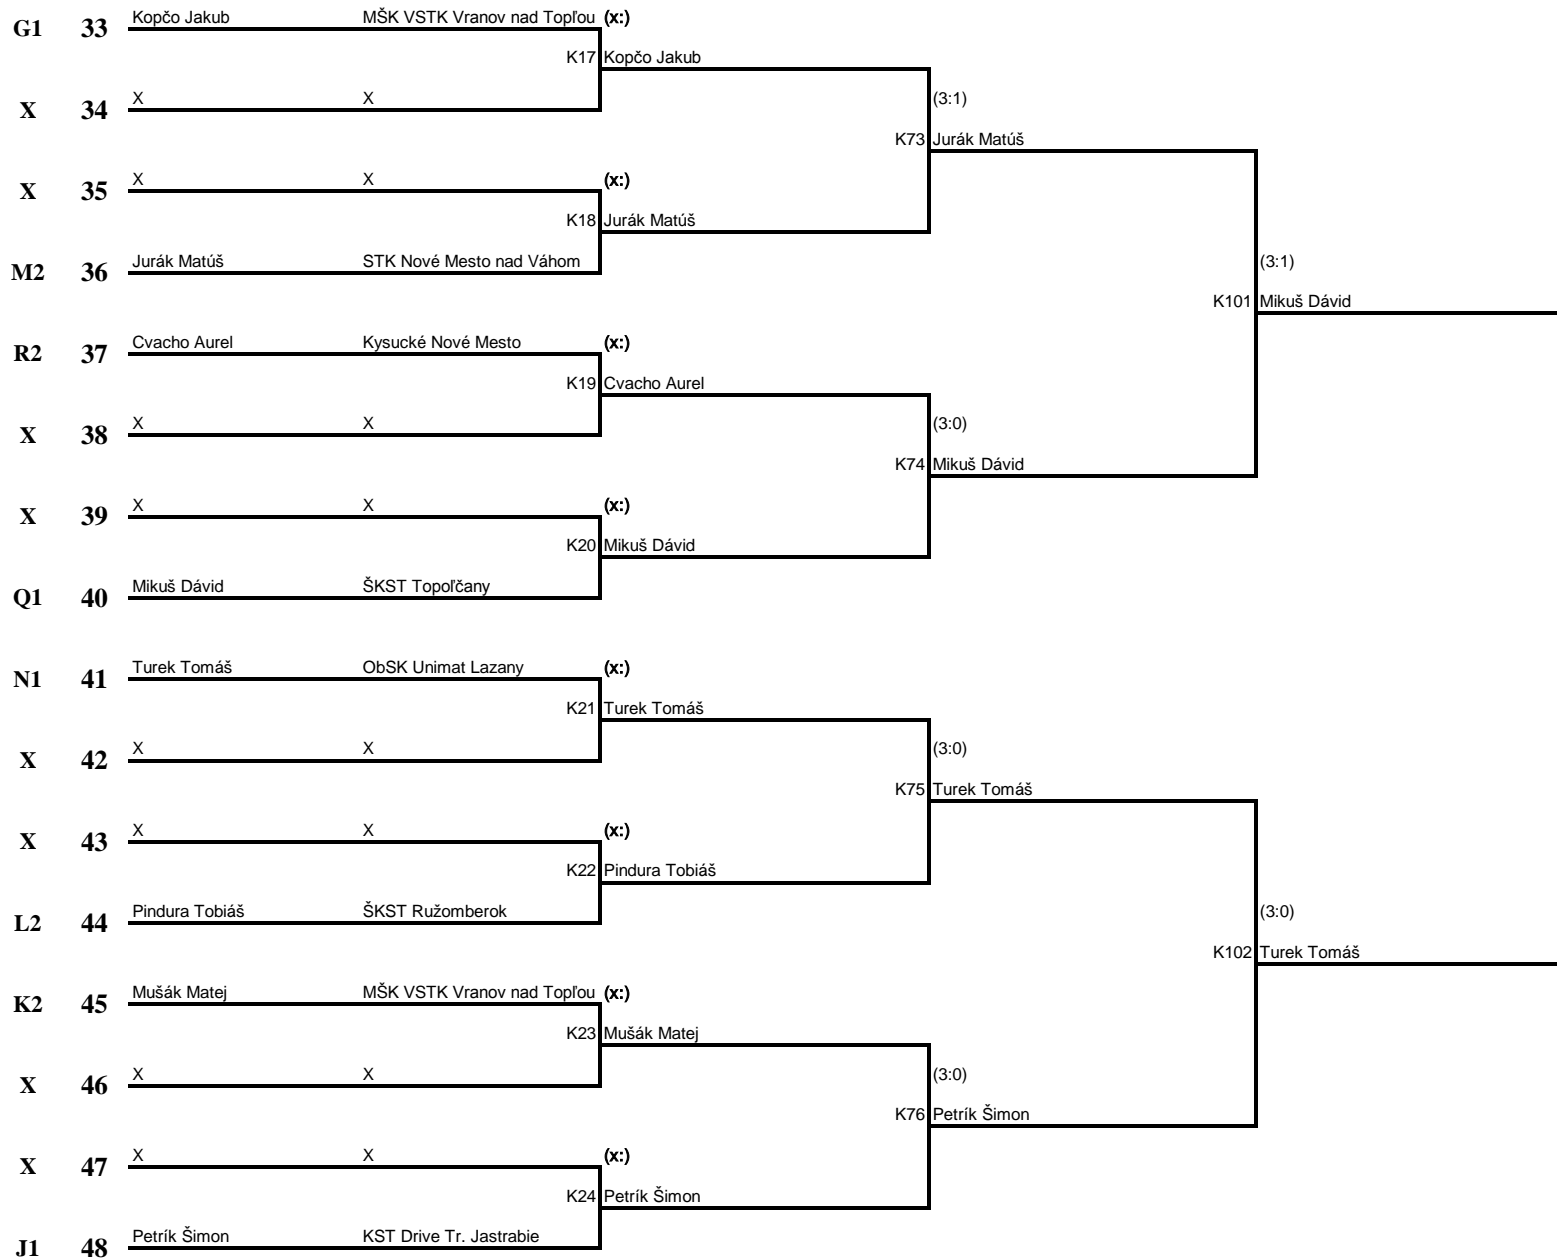 G1 33 Kopčo Jakub MŠK VSTK Vranov nad Topľou (x:)
K17 Kopčo Jakub
X 34 X X (3:1)
K73 Jurák Matúš
X 35 X X (x:)
K18 Jurák Matúš
M2 36 Jurák Matúš STK Nové Mesto nad Váhom (3:1)
K101 Mikuš Dávid
R2 37 Cvacho Aurel Kysucké Nové Mesto (x:)
K19 Cvacho Aurel
X 38 X X (3:0)
K74 Mikuš Dávid
X 39 X X (x:)
K20 Mikuš Dávid
Q1 40 Mikuš Dávid ŠKST Topoľčany
N1 41 Turek Tomáš ObSK Unimat Lazany (x:)
K21 Turek Tomáš
X 42 X X (3:0)
K75 Turek Tomáš
X 43 X X (x:)
K22 Pindura Tobiáš
L2 44 Pindura Tobiáš ŠKST Ružomberok (3:0)
K102 Turek Tomáš
K2 45 Mušák Matej MŠK VSTK Vranov nad Topľou (x:)
K23 Mušák Matej
X 46 X X (3:0)
K76 Petrík Šimon
X 47 X X (x:)
K24 Petrík Šimon
J1 48 Petrík Šimon KST Drive Tr. Jastrabie